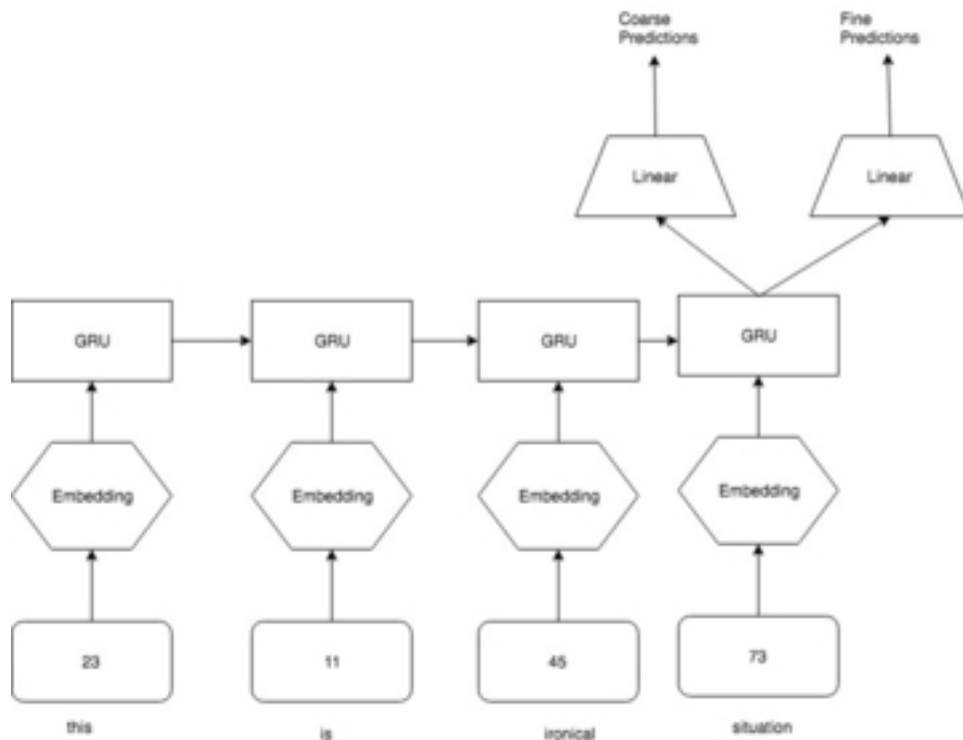 Coarse
Predictions
Fine
Predictions
Linear
Linear
GRU
GRU
GRU
GRU
Embedding
Embedding
Embedding
Embedding
23
11
45
73
this
is
ironical
situation